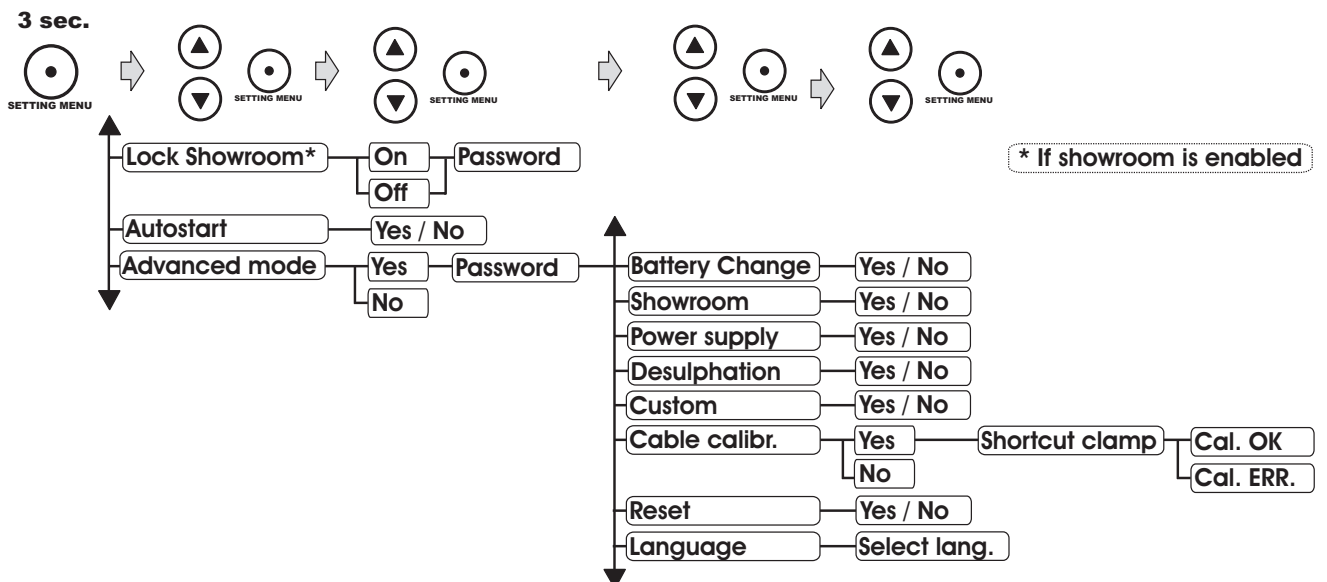 3 sec.
SETTING MENU
SETTING MENU
SETTING MENU
SETTING MENU
SETTING MENU
Lock Showroom* On Password
Off
* If showroom is enabled
Autostart Yes / No
Advanced mode Yes Password
No
Battery Change Yes / No
Showroom Yes / No
Power supply Yes / No
Desulphation Yes / No
Custom Yes / No
Cable calibr. Yes Shortcut clamp Cal. OK
No Cal. ERR.
Reset Yes / No
Language Select lang.